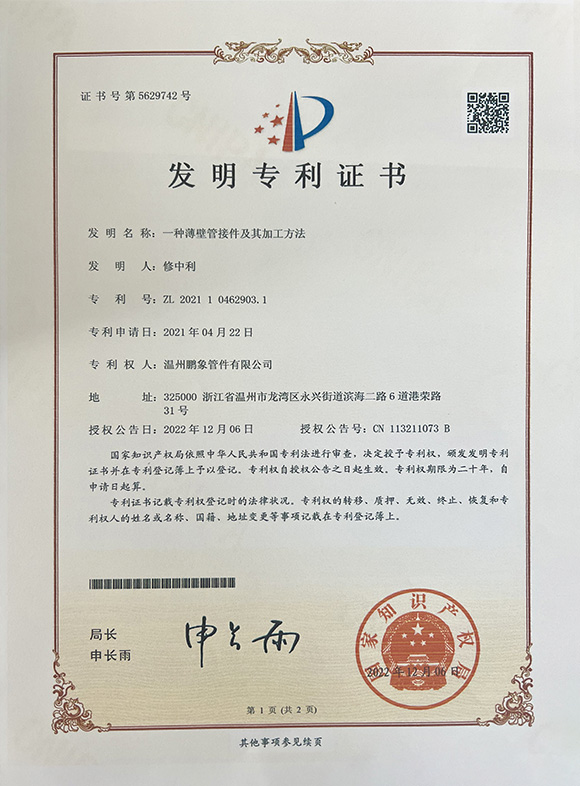 证书号第5629742号
发明专利证书
发明名称：一种薄壁管接件及其加工方法
发明人：修中利
专利号：ZL 2021 1 0462903.1
专利申请日：2021年04月22日
专利权人：温州鹏象管件有限公司
地址：325000 浙江省温州市龙湾区永兴街道滨海二路6道港荣路
31号
授权公告日：2022年12月06日 授权公告号：CN 113211073 B
国家知识产权局依照中华人民共和国专利法进行审查，决定授予专利权，颁发发明专利
证书并在专利登记簿上予以登记。专利权自授权公告之日起生效。专利权期限为二十年，自
申请日起算。
专利证书记载专利权登记时的法律状况。专利权的转移、质押、无效、终止、恢复和专
利权人的姓名或名称、国籍、地址变更等事项记载在专利登记簿上。
局长
申长雨
申长雨
国家知识产权局
2022年12月06日
第1页(共2页)
其他事项参见续页